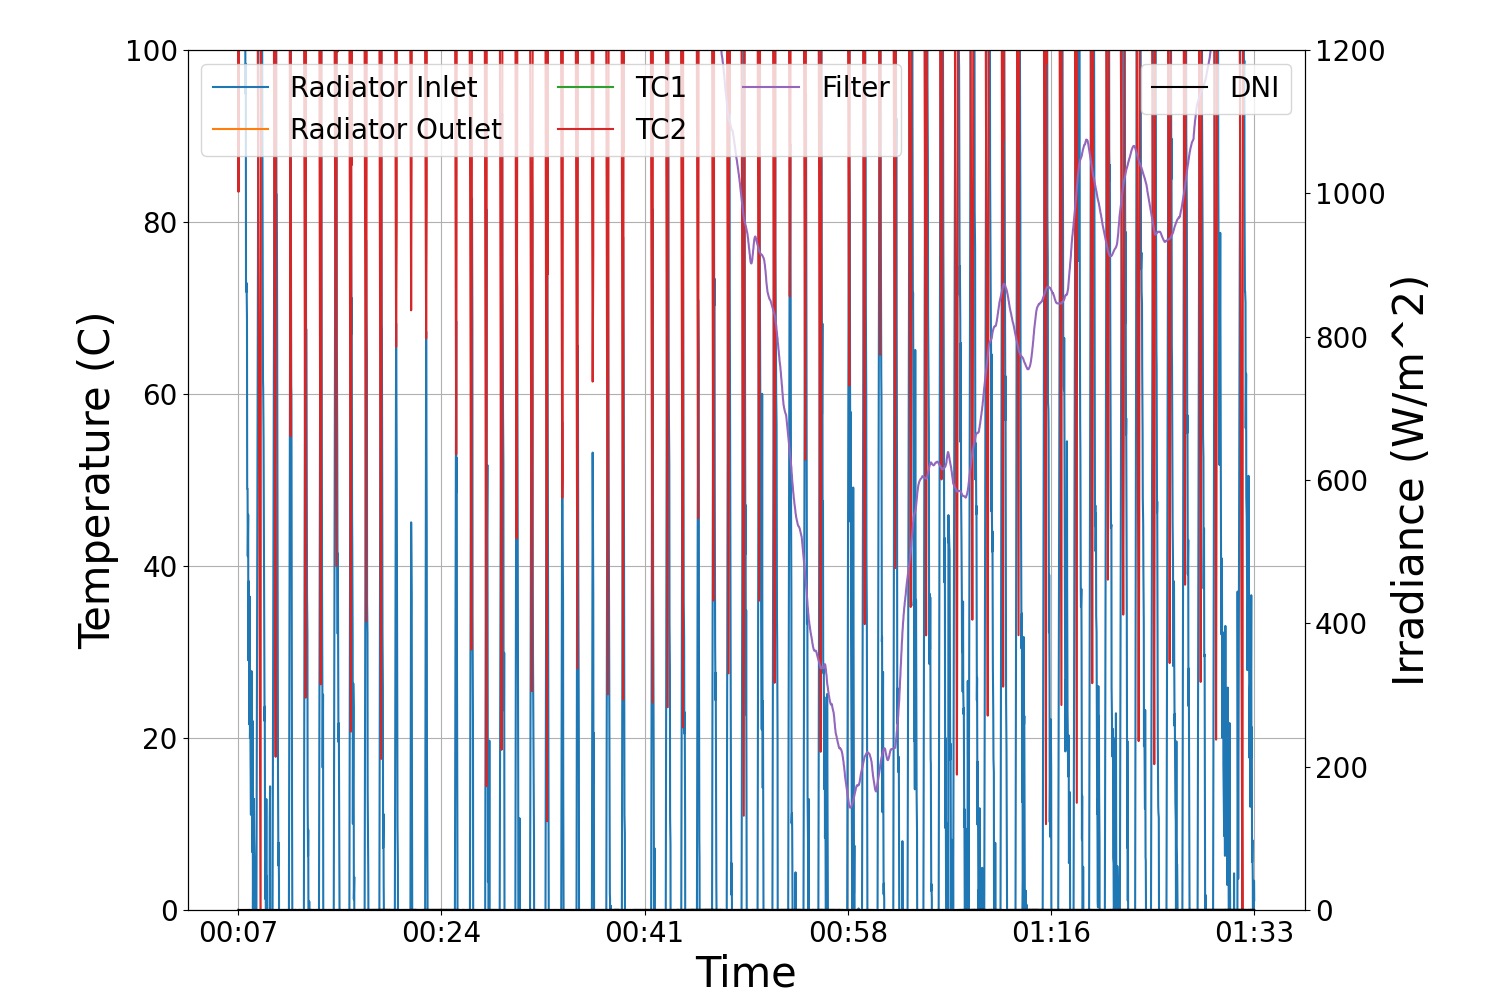 100
80
60
40
20
0
Temperature (C)
Radiator Inlet
Radiator Outlet
TC1
TC2
Filter
DNI
1200
1000
800
600
400
200
0
Irradiance (W/m^2)
00:07 00:24 00:41 00:58 01:16 01:33
Time